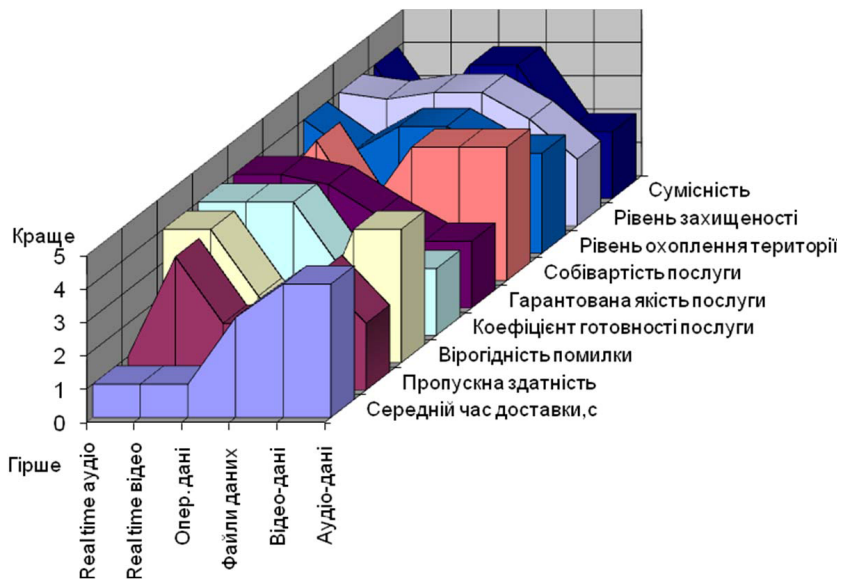 Краще
5
4
3
2
1
0
Гірше
Real time аудіо
Real time відео
Опер. дані
Файли даних
Відео-дані
Аудіо-дані
Сумісність
Рівень захищеності
Рівень охоплення території
Собівартість послуги
Гарантована якість послуги
Коефіцієнт готовності послуги
Вірогідність помилки
Пропускна здатність
Середній час доставки,с